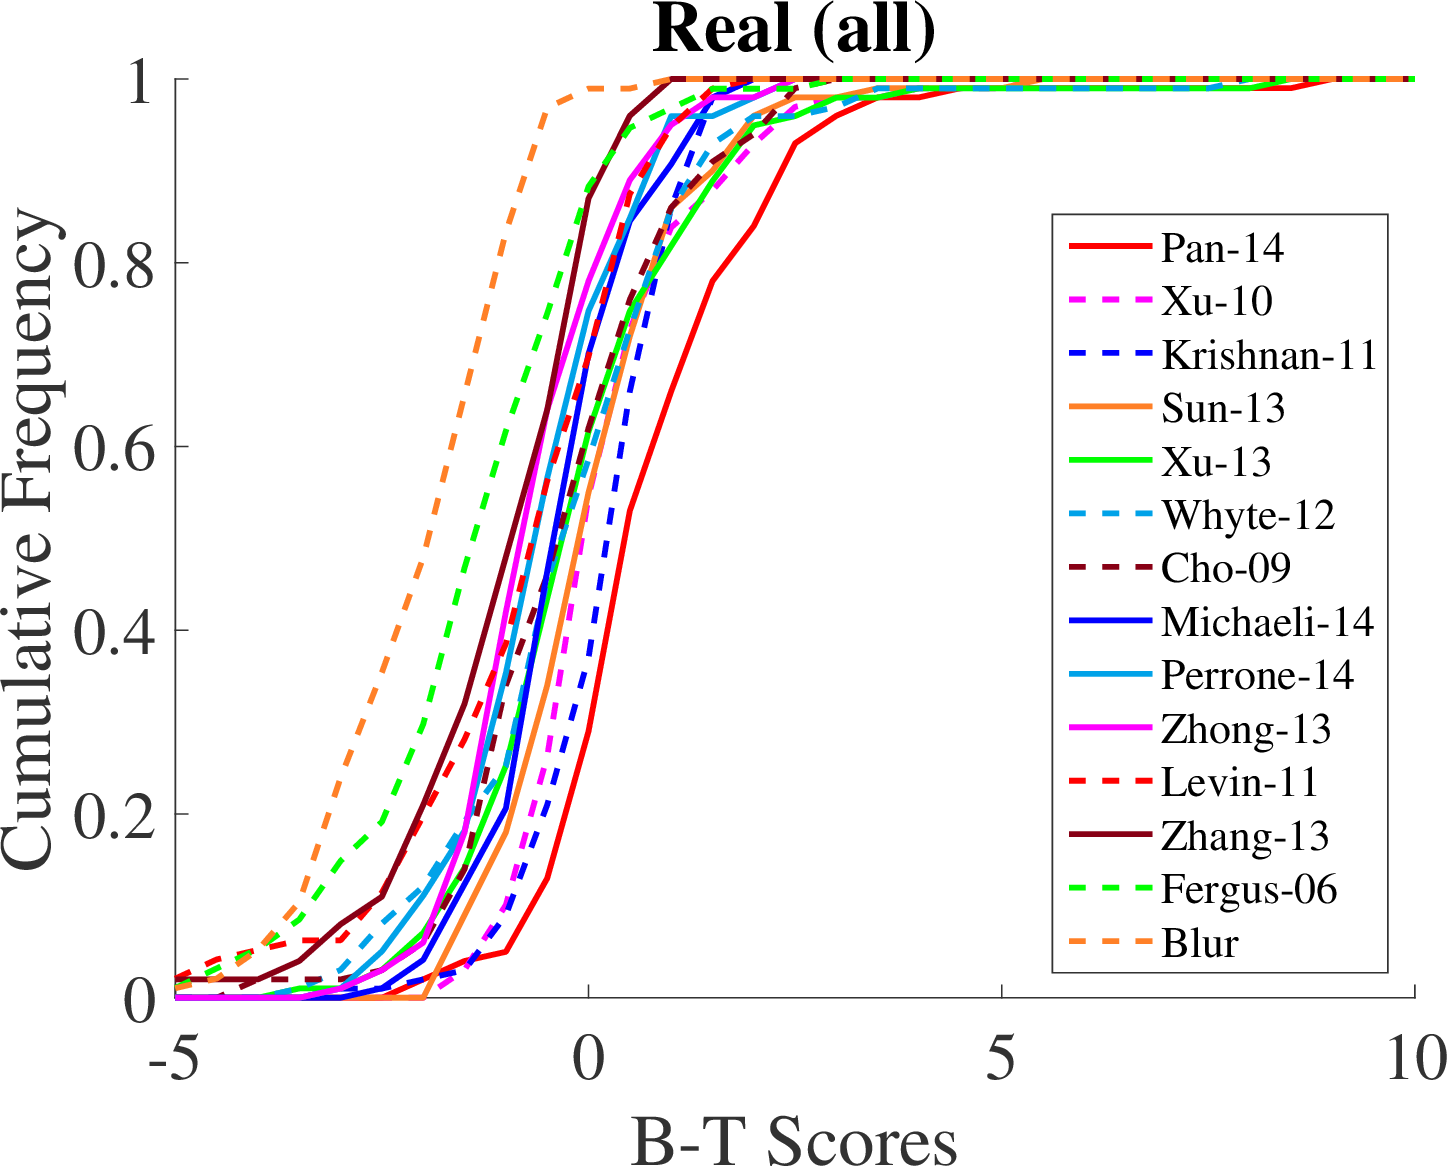 Real (all)
Cumulative Frequency
1
0.8
0.6
0.4
0.2
0
-5
0
5
10
B-T Scores
Pan-14
Xu-10
Krishnan-11
Sun-13
Xu-13
Whyte-12
Cho-09
Michaeli-14
Perrone-14
Zhong-13
Levin-11
Zhang-13
Fergus-06
Blur